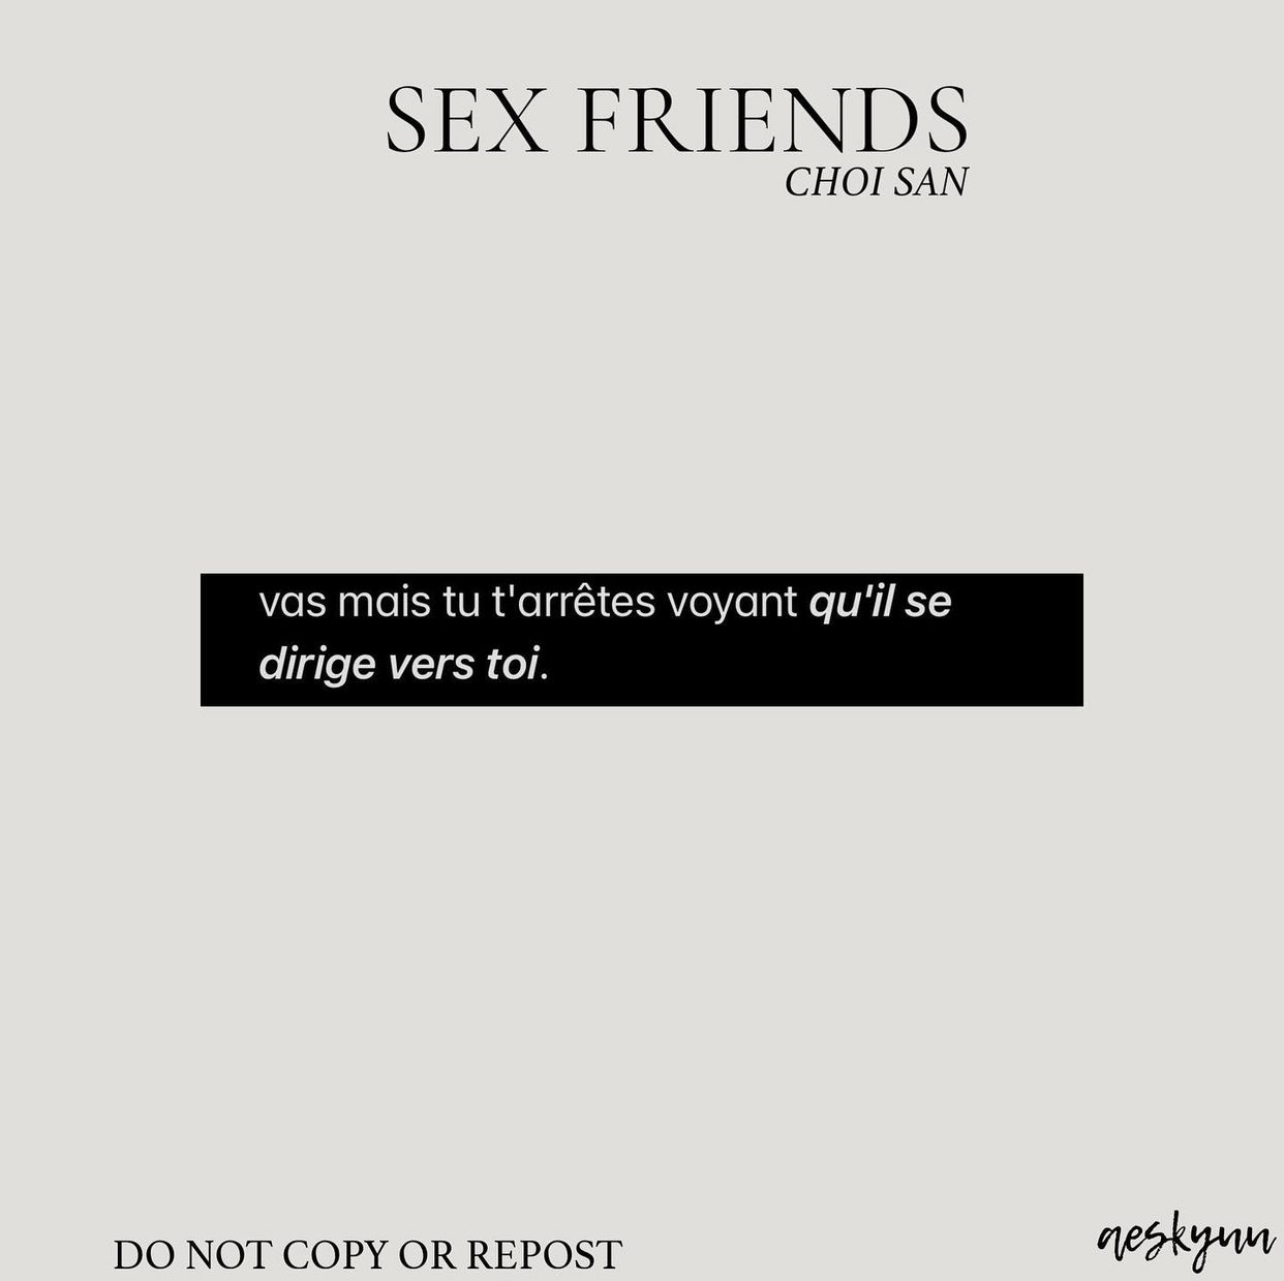 SEX FRIENDS
CHOI SAN
vas mais tu t'arrêtes voyant qu'il se
dirige vers toi.
DO NOT COPY OR REPOST
aeskynn